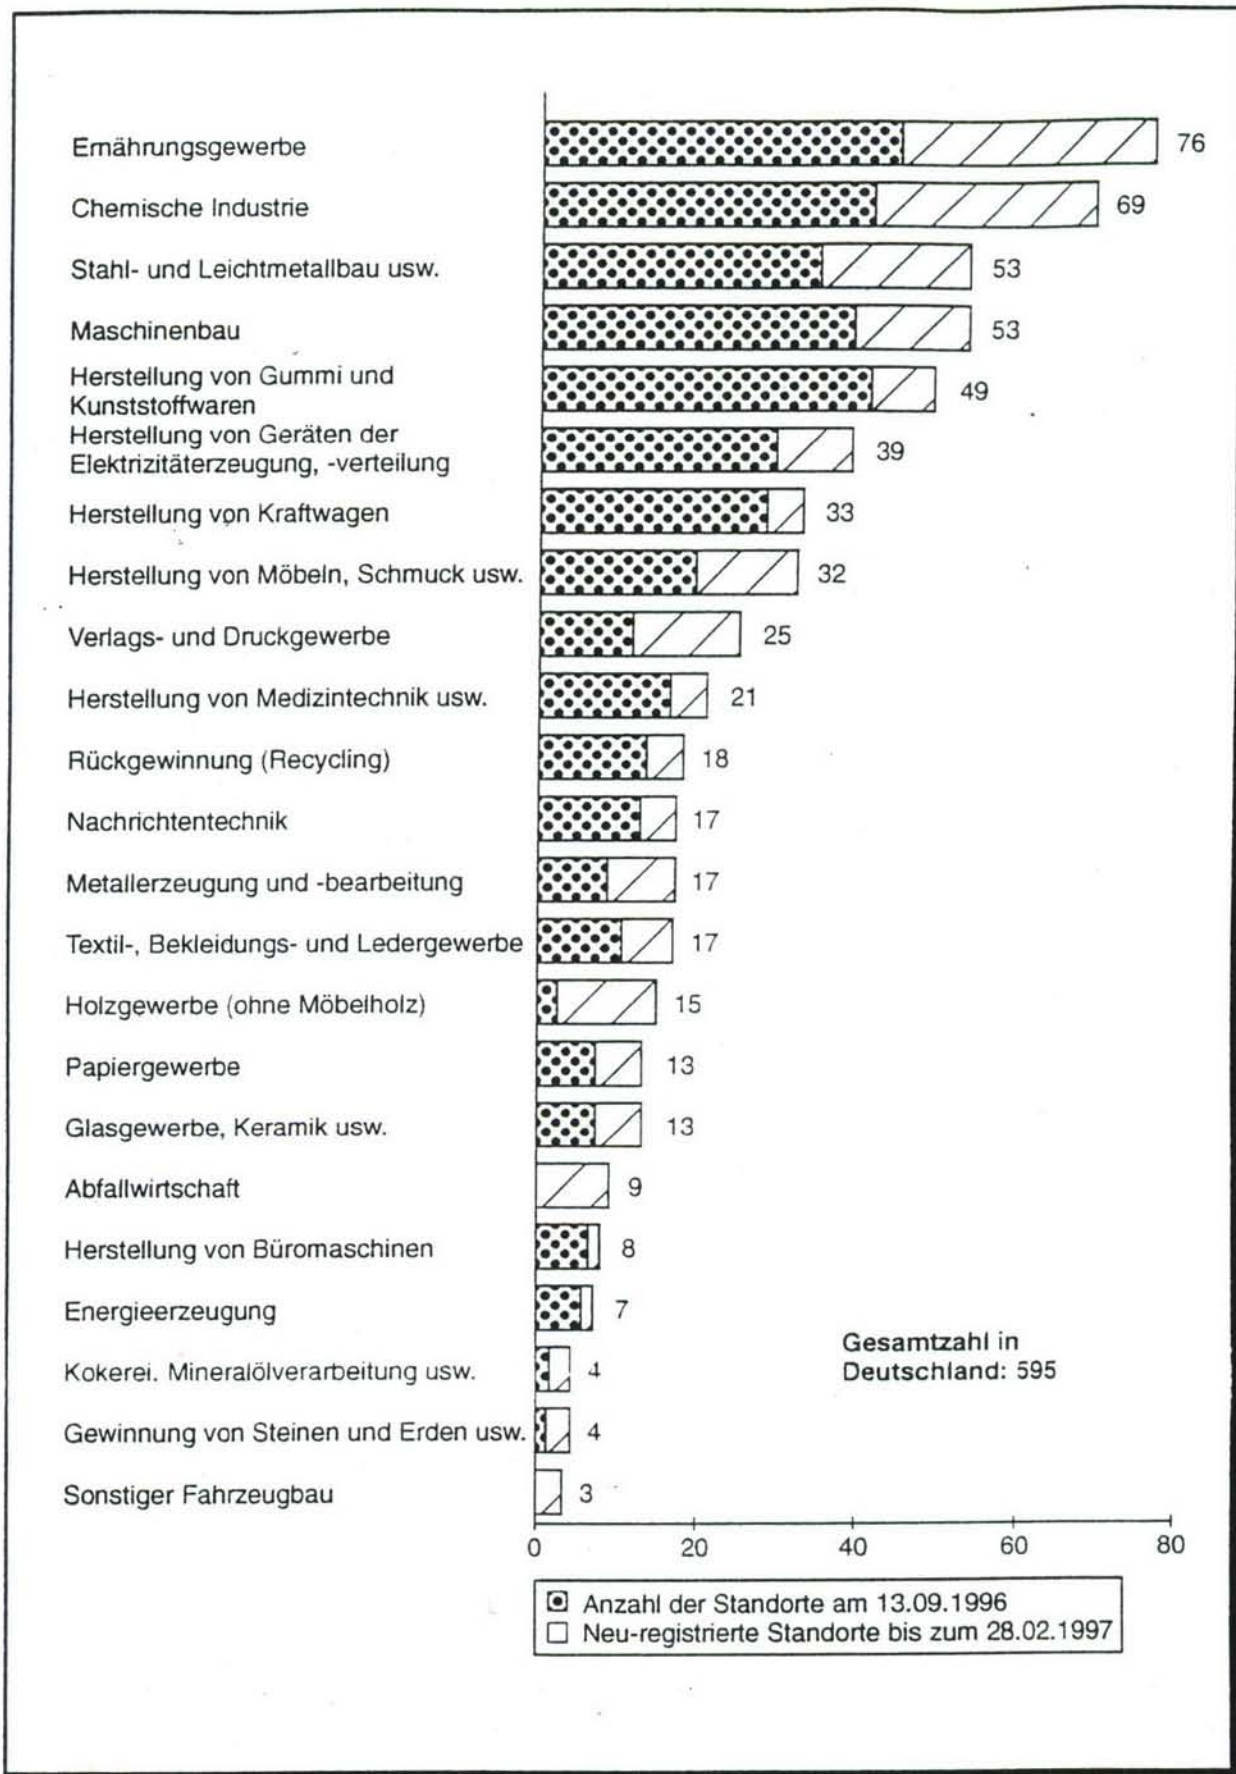 Ernährungsgewerbe 76
Chemische Industrie 69
Stahl- und Leichtmetallbau usw. 53
Maschinenbau 53
Herstellung von Gummi und
Kunststoffwaren 49
Herstellung von Geräten der
Elektrizitäterzeugung, -verteilung 39
Herstellung von Kraftwagen 33
Herstellung von Möbeln, Schmuck usw. 32
Verlags- und Druckgewerbe 25
Herstellung von Medizintechnik usw. 21
Rückgewinnung (Recycling) 18
Nachrichtentechnik 17
Metallerzeugung und -bearbeitung 17
Textil-, Bekleidungs- und Ledergewerbe 17
Holzgewerbe (ohne Möbelholz) 15
Papiergewerbe 13
Glasgewerbe, Keramik usw. 13
Abfallwirtschaft 9
Herstellung von Büromaschinen 8
Energieerzeugung 7
Kokerei. Mineralölverarbeitung usw. 4
Gewinnung von Steinen und Erden usw. 4
Sonstiger Fahrzeugbau 3
Gesamtzahl in
Deutschland: 595
0 20 40 60 80
Anzahl der Standorte am 13.09.1996
Neu-registrierte Standorte bis zum 28.02.1997